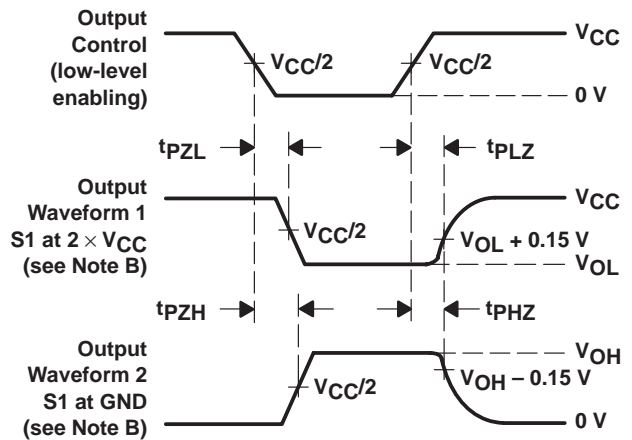 Output
Control
(low-level
enabling)
VCC
VCC/2
VCC/2
0 V
tPZL
tPLZ
Output
Waveform 1
S1 at 2 × VCC
(see Note B)
VCC
VCC/2
VOL + 0.15 V
VOL
tPZH
tPHZ
Output
Waveform 2
S1 at GND
(see Note B)
VOH
VCC/2
VOH – 0.15 V
0 V